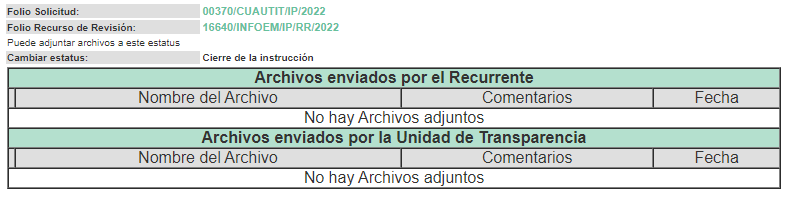 Folio Solicitud: 00370/CUAUTIT/IP/2022
Folio Recurso de Revisión: 16640/INFOEM/IP/RR/2022
Puede adjuntar archivos a este estatus
Cambiar estatus: Cierre de la instrucción
Archivos enviados por el Recurrente
Nombre del Archivo Comentarios Fecha
No hay Archivos adjuntos
Archivos enviados por la Unidad de Transparencia
Nombre del Archivo Comentarios Fecha
No hay Archivos adjuntos